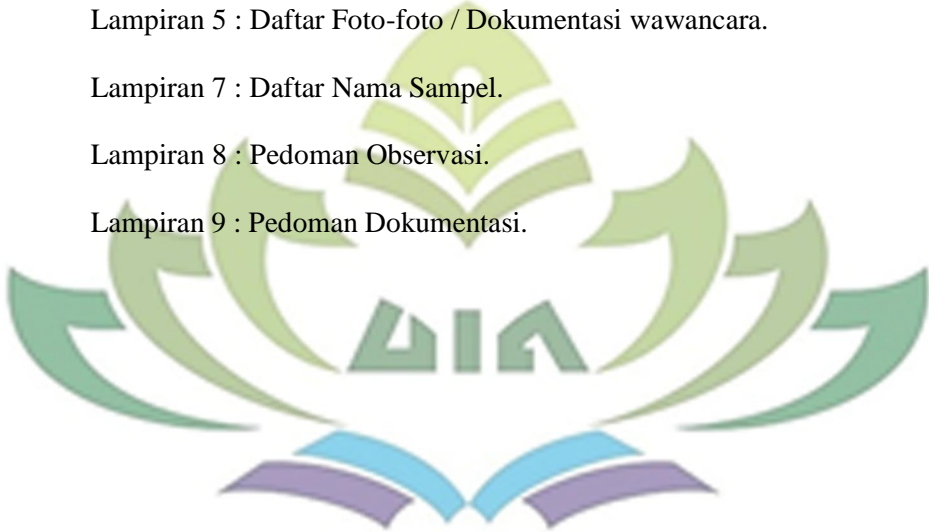 Lampiran 5 : Daftar Foto-foto / Dokumentasi wawancara.
Lampiran 7 : Daftar Nama Sampel.
Lampiran 8 : Pedoman Observasi.
Lampiran 9 : Pedoman Dokumentasi.
UIN